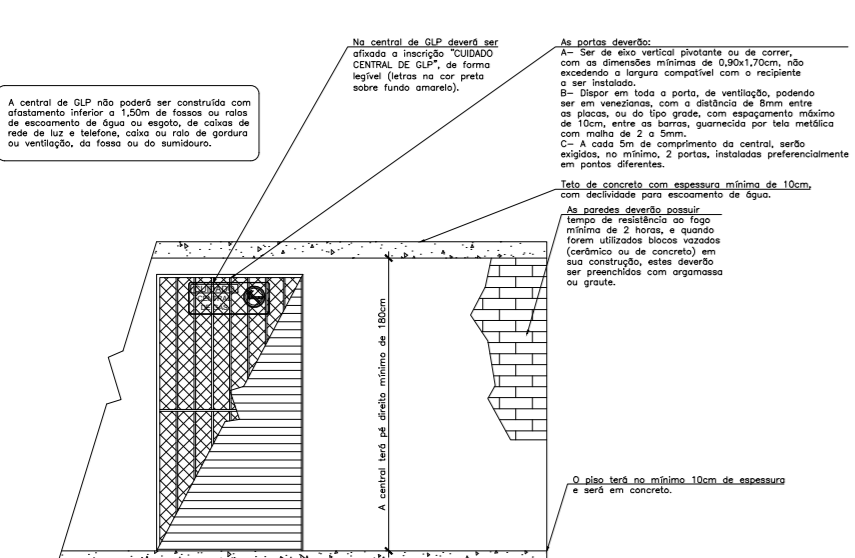 Na central de GLP deverá ser
afixada a inscrição "CUIDADO
CENTRAL DE GLP", de forma
legível (letras na cor preta
sobre fundo amarelo).
As portas deverão:
A– Ser de eixo vertical pivotante ou de correr,
com as dimensões mínimas de 0,90x1,70cm, não
excedendo a largura compatível com o recipiente
a ser instalado.
B– Dispor em toda a porta, de ventilação, podendo
ser em venezianas, com a distância de 8mm entre
as placas, ou do tipo grade, com espaçamento máximo
de 10cm, entre as barras, guarnecida por tela metálica
com malha de 2 a 5mm.
C– A cada 5m de comprimento da central, serão
exigidos, no mínimo, 2 portas, instaladas preferencialmente
em pontos diferentes.
A central de GLP não poderá ser construída com
afastamento inferior a 1,50m de fossos ou ralos
de escoamento de água ou esgoto, de caixas de
rede de luz e telefone, caixa ou ralo de gordura
ou ventilação, da fossa ou do sumidouro.
Teto de concreto com espessura mínima de 10cm,
com declividade para escoamento de água.
As paredes deverão possuir
tempo de resistência ao fogo
mínima de 2 horas, e quando
forem utilizados blocos vazados
(cerâmico ou de concreto) em
sua construção, estes deverão
ser preenchidos com argamassa
ou graute.
CUIDADO
CENTRAL
DE GÁS
A central terá pé direito mínimo de 180cm
O piso terá no mínimo 10cm de espessura
e será em concreto.